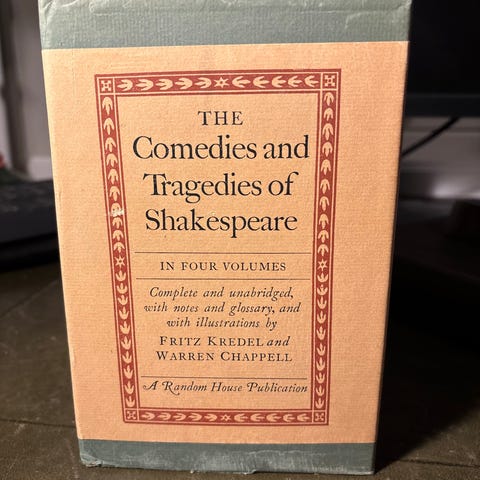 THE
Comedies and
Tragedies of
Shakespeare
IN FOUR VOLUMES
Complete and unabridged,
with notes and glossary, and
with illustrations by
FRITZ KREDEL and
WARREN CHAPPELL
A Random House Publication